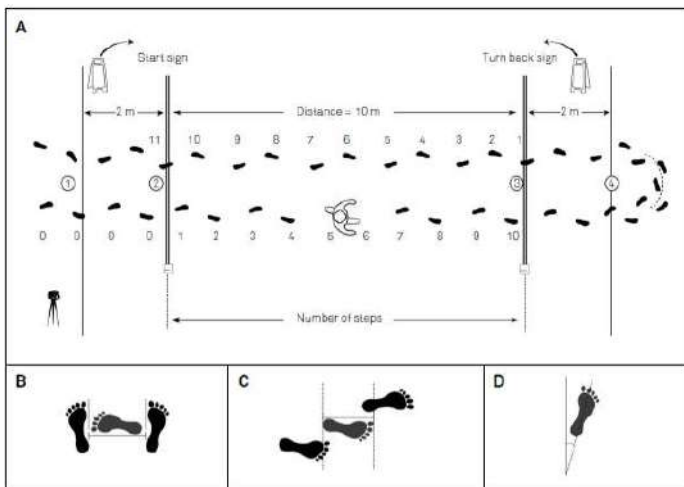 A
Start sign
Turn back sign
2 m
Distance = 10 m
2 m
11 10 9 8 7 6 5 4 3 2 1
1 2 3 4
0 0 0 0 1 2 3 4 5 6 7 8 9 10
Number of steps
B
C
D